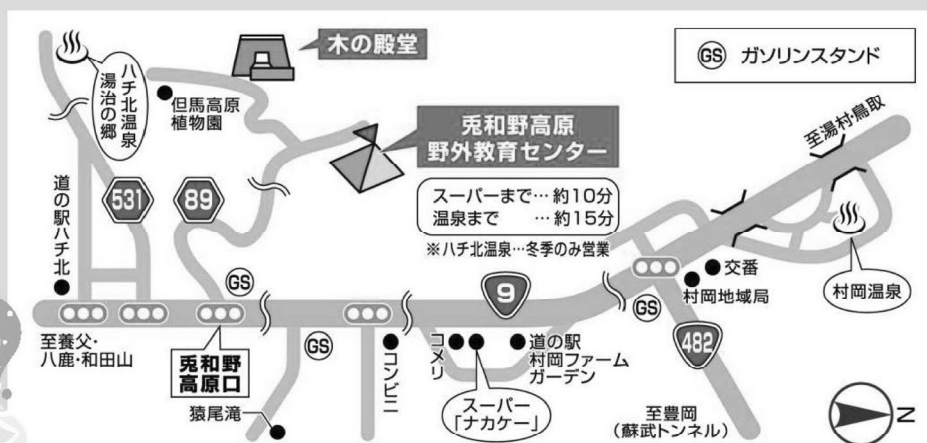 木の殿堂
GS ガソリンスタンド
ハチ北温泉
湯治の郷
但馬高原
植物園
兎和野高原
野外教育センター
至湯村・鳥取
道の駅ハチ北
531
89
スーパーまで…約10分
温泉まで …約15分
※ハチ北温泉…冬季のみ営業
GS
9
交番
村岡地域局
村岡温泉
GS
GS
482
至養父・
八鹿・和田山
兎和野
高原口
コンビニ
コメリ
道の駅
村岡ファーム
ガーデン
スーパー
「ナカケー」
猿尾滝
至豊岡
(蘇武トンネル)
N